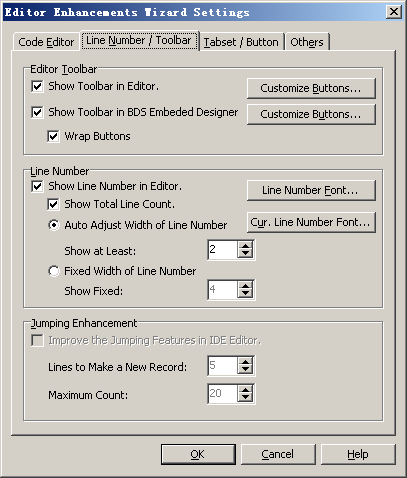 Editor Enhancements Wizard Settings
Code Editor Line Number / Toolbar Tabset / Button Others
Editor Toolbar
Show Toolbar in Editor. Customize Buttons...
Show Toolbar in BDS Embeded Designer Customize Buttons...
Wrap Buttons
Line Number
Show Line Number in Editor. Line Number Font...
Show Total Line Count.
Auto Adjust Width of Line Number Cur. Line Number Font...
Show at Least: 2
Fixed Width of Line Number
Show Fixed: 4
Jumping Enhancement
Improve the Jumping Features in IDE Editor.
Lines to Make a New Record: 5
Maximum Count: 20
OK Cancel Help